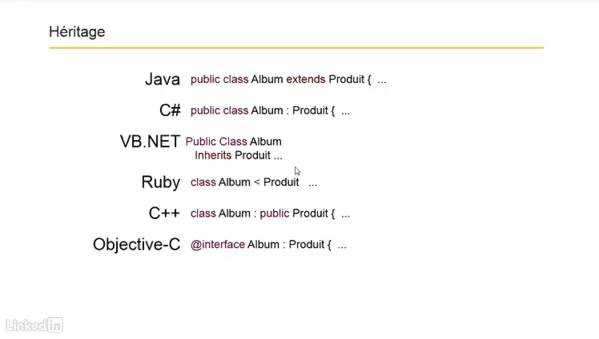 Héritage
Java public class Album extends Produit { ...
C# public class Album : Produit { ...
VB.NET Public Class Album
Inherits Produit ...
Ruby class Album < Produit ...
C++ class Album : public Produit { ...
Objective-C @interface Album : Produit { ...
LinkedIn